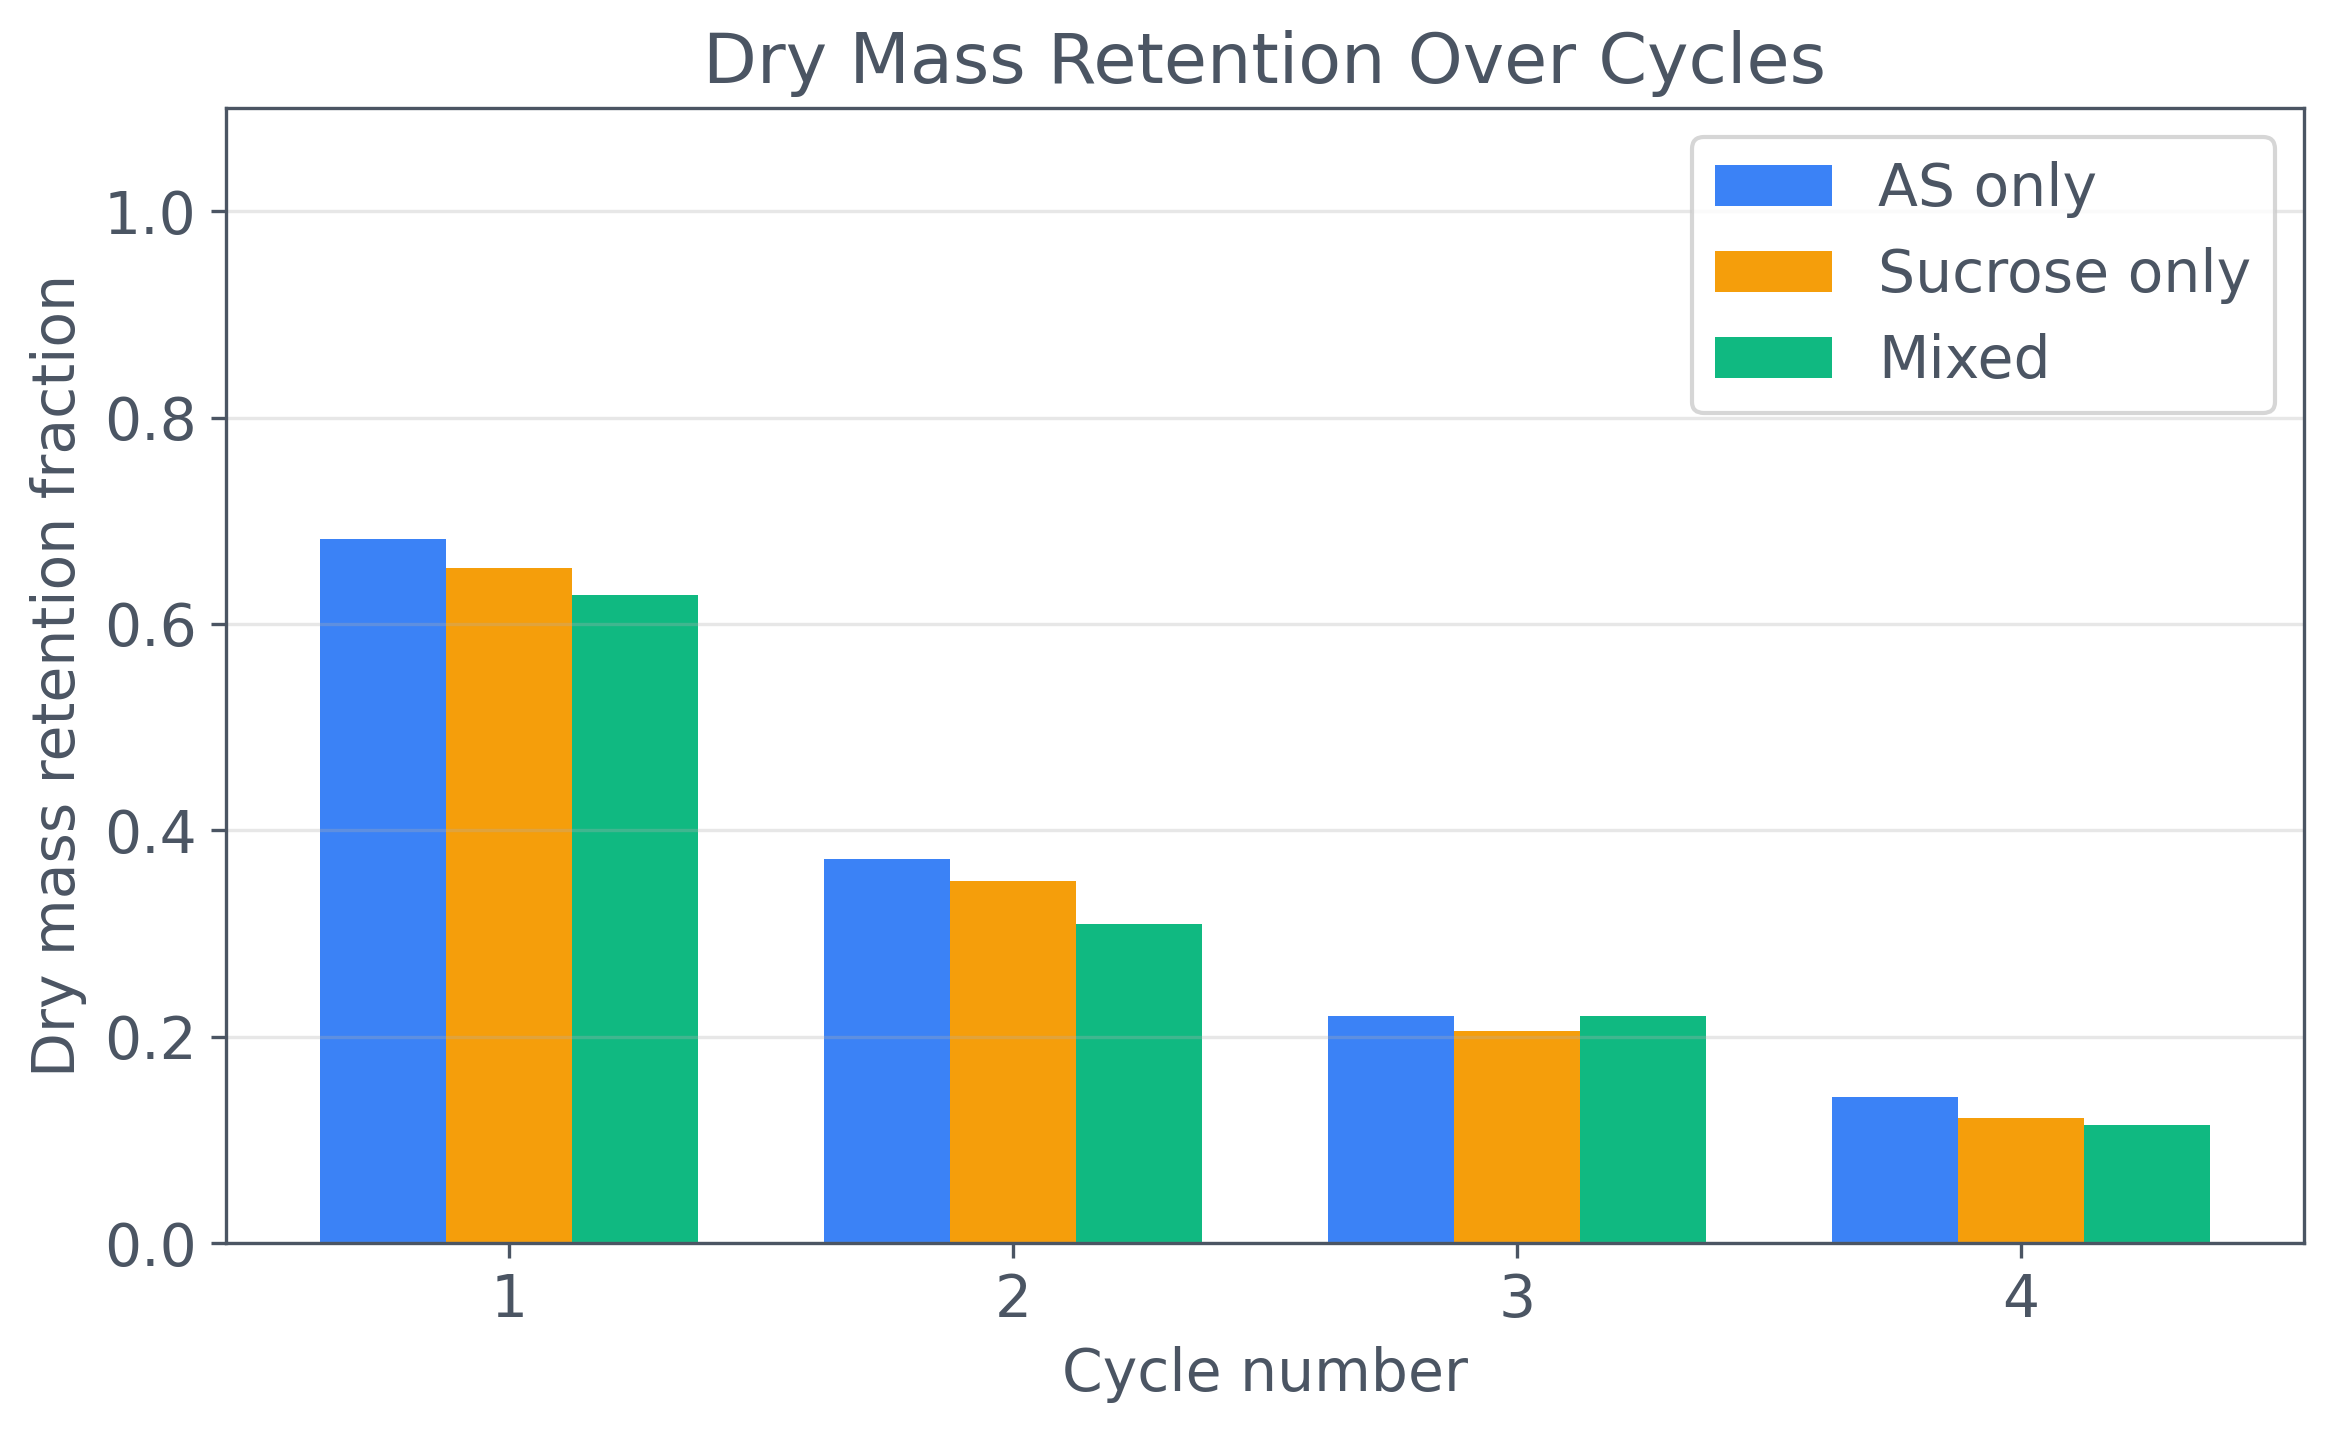 Dry Mass Retention Over Cycles
AS only
Sucrose only
Mixed
Dry mass retention fraction
1.0
0.8
0.6
0.4
0.2
0.0
1 2 3 4
Cycle number